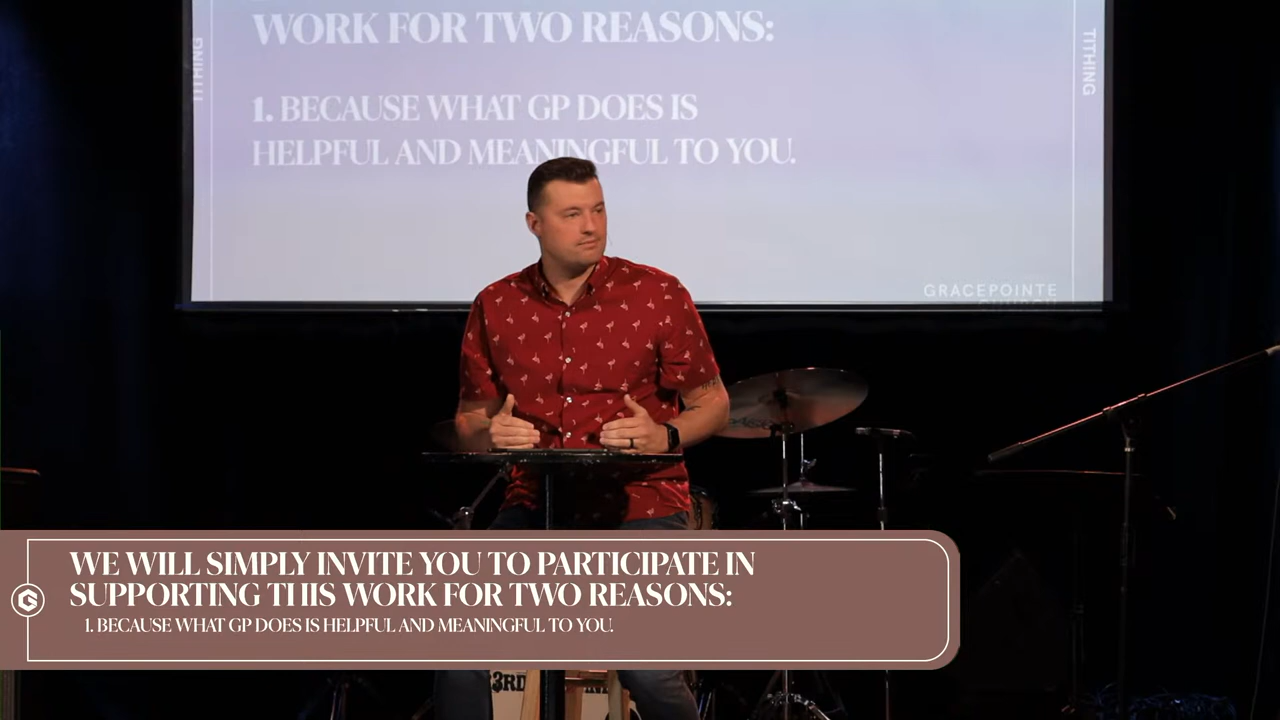 WORK FOR TWO REASONS:
TITHING
TITHING
1. BECAUSE WHAT GP DOES IS
HELPFUL AND MEANINGFUL TO YOU.
GRACEPOINTE
CHURCH
WE WILL SIMPLY INVITE YOU TO PARTICIPATE IN
SUPPORTING THIS WORK FOR TWO REASONS:
1. BECAUSE WHAT GP DOES IS HELPFUL AND MEANINGFUL TO YOU.
3RD